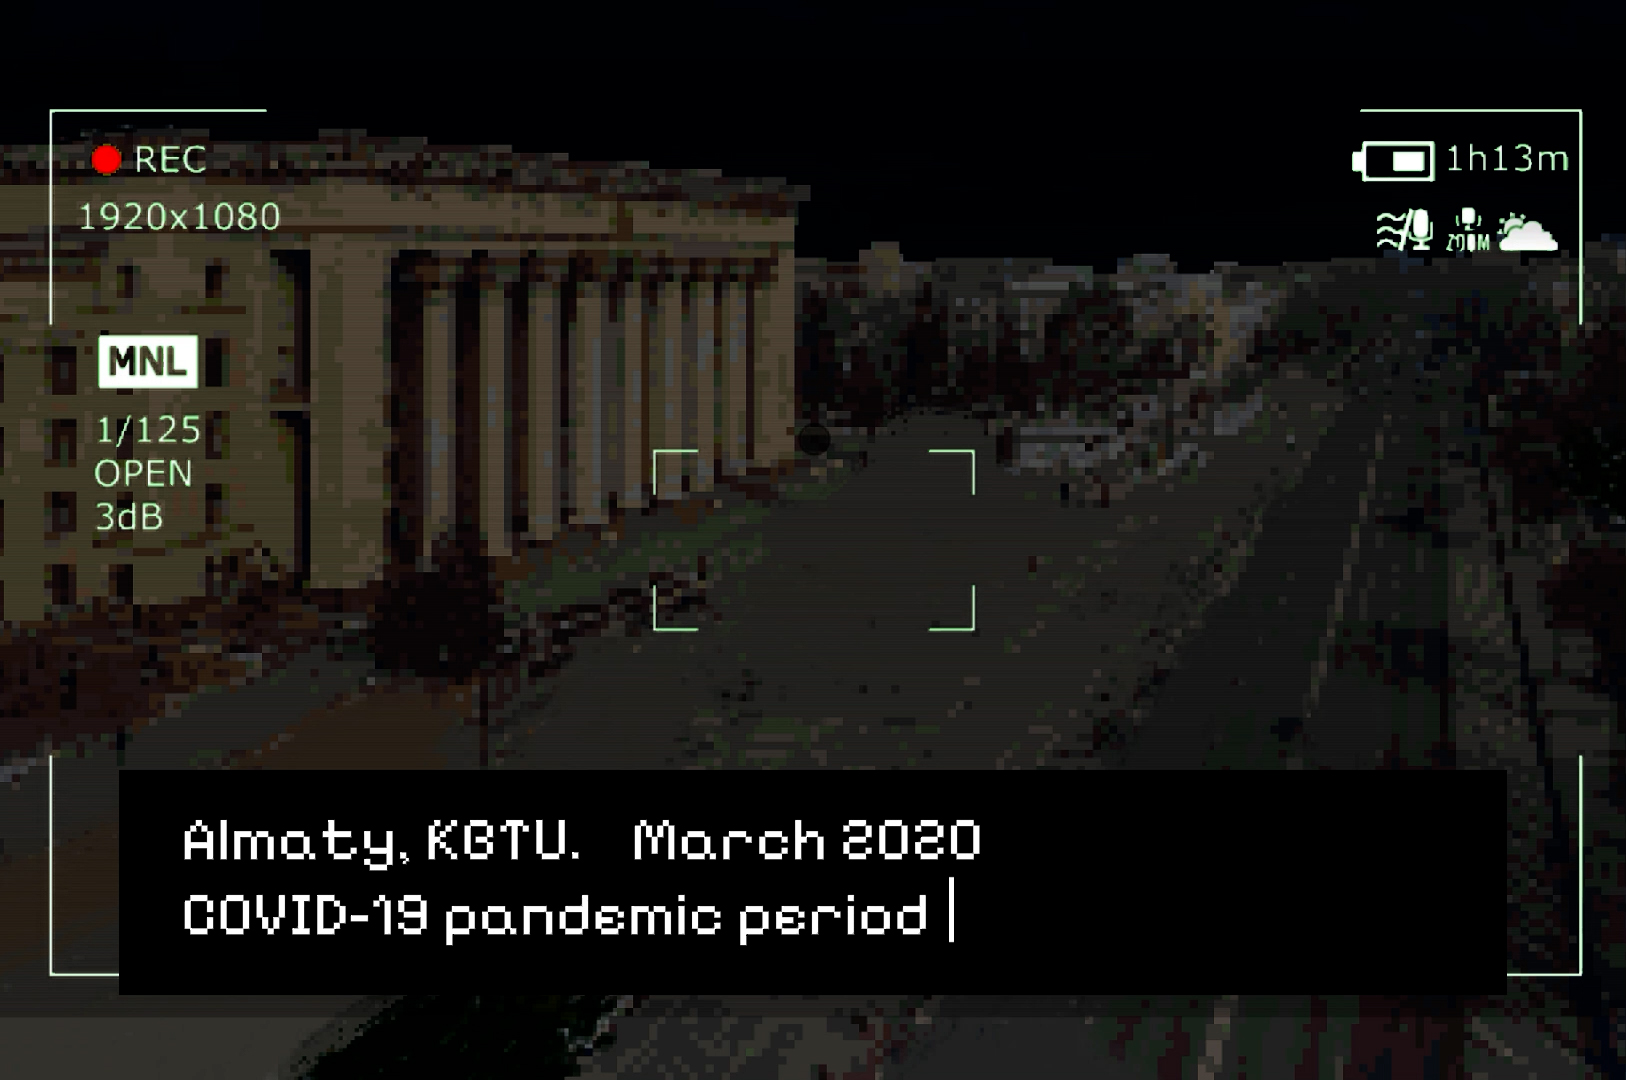 REC
1h13m
1920x1080
ZOOM
MNL
1/125
OPEN
3dB
Almaty, KBTU. March 2020
COVID-19 pandemic period